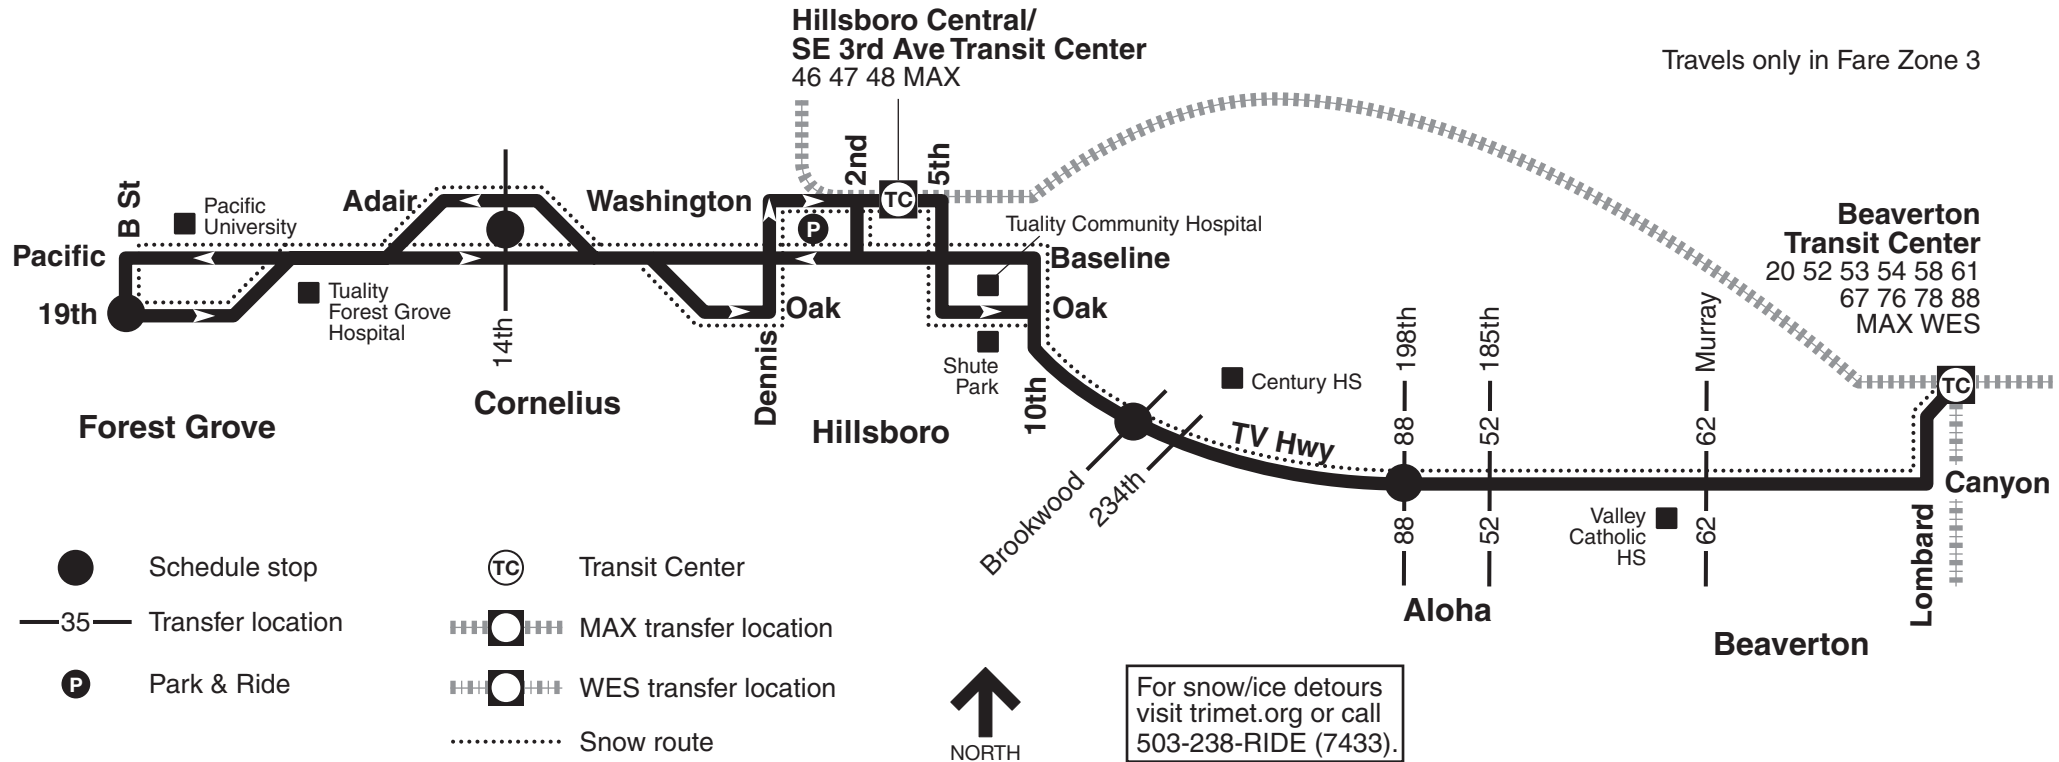 Hillsboro Central/
SE 3rd Ave Transit Center
46 47 48 MAX
Travels only in Fare Zone 3
B St
Pacific
University
Adair
Washington
2nd
TC
5th
P
Tuality Community Hospital
Beaverton
Transit Center
20 52 53 54 58 61
67 76 78 88
MAX WES
Pacific
Baseline
19th
Tuality
Forest Grove
Hospital
14th
Oak
Oak
Dennis
Shute
Park
10th
Century HS
198th
185th
Murray
TC
88
52
62
TV Hwy
Forest Grove
Cornelius
Hillsboro
Brookwood
234th
Canyon
88
52
62
Valley
Catholic
HS
Lombard
Aloha
Beaverton
Schedule stop
35
Transfer location
P
Park & Ride
TC
Transit Center
MAX transfer location
WES transfer location
Snow route
NORTH
For snow/ice detours
visit trimet.org or call
503-238-RIDE (7433).